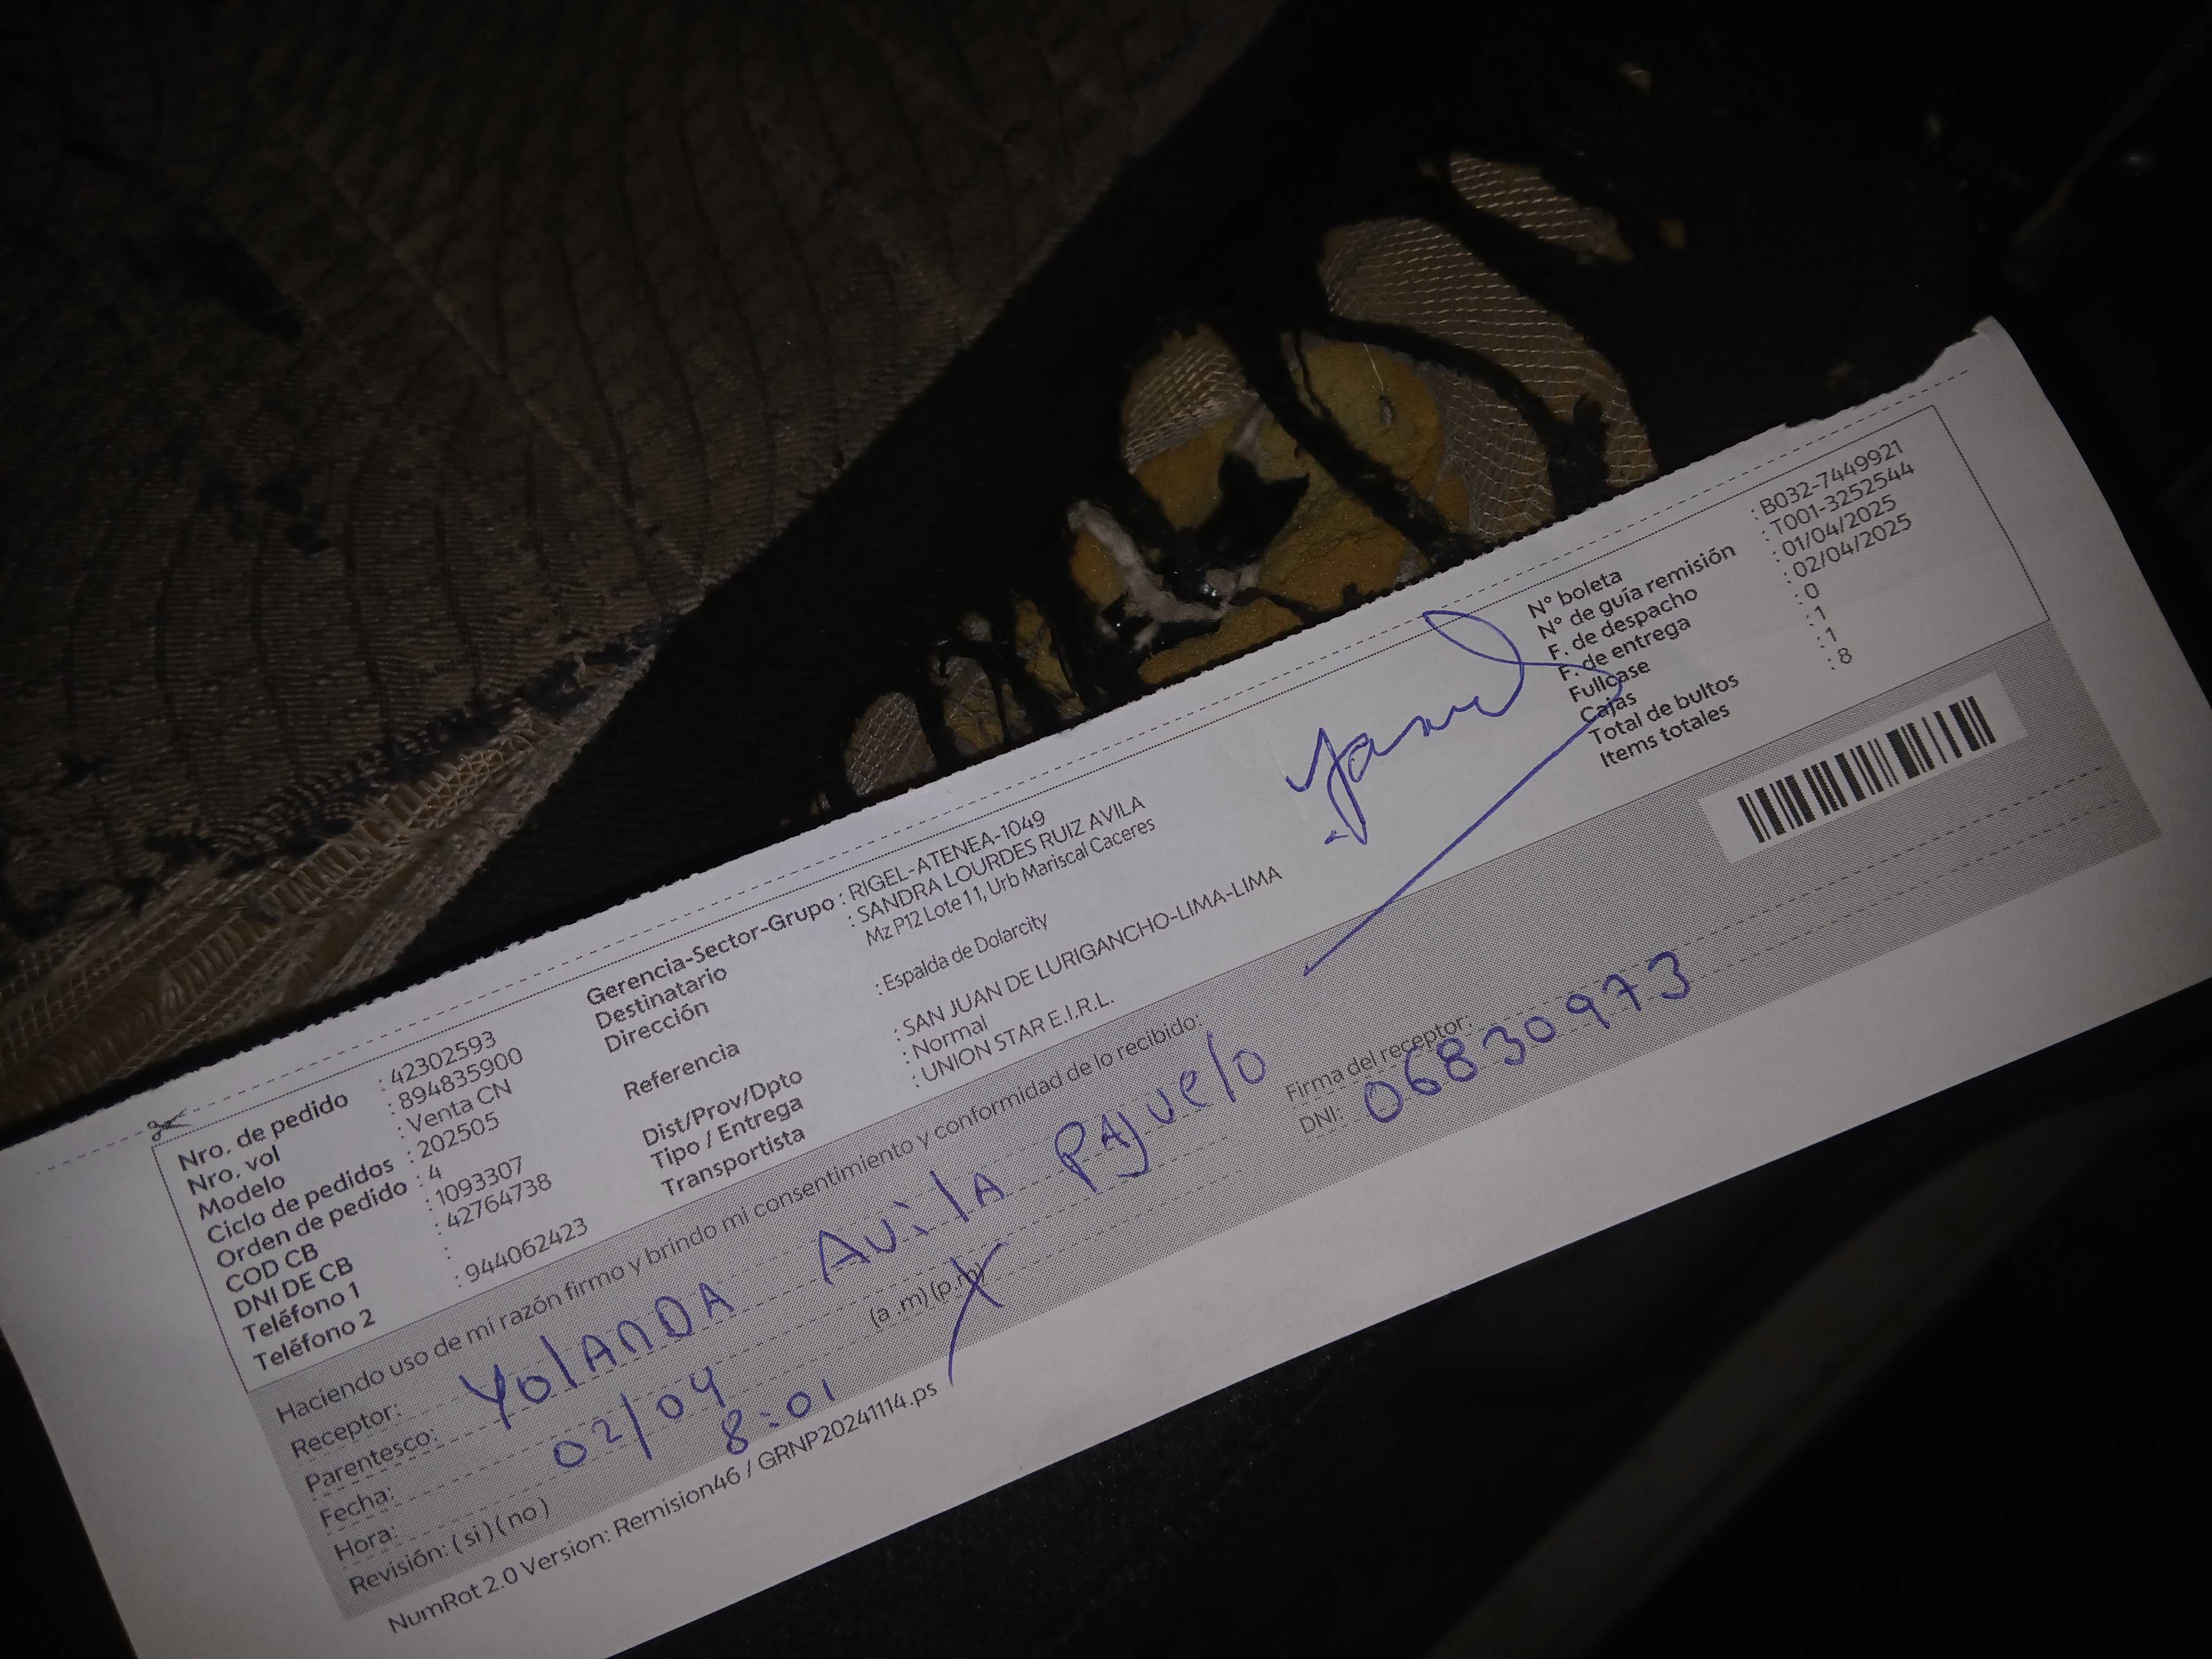 Nro. de pedido : 42302593
Nro. vol : 894835900
Modelo : Venta CN
Ciclo de pedidos : 202505
Orden de pedido : 4
COD CB : 1093307
DNI DE CB : 42764738
Teléfono 1 :
Teléfono 2 : 944062423
Gerencia-Sector-Grupo : RIGEL-ATENEA-1049
Destinatario : SANDRA LOURDES RUIZ AVILA
Dirección Mz P12 Lote 11, Urb Mariscal Caceres
Referencia : Espalda de Dolarcity
Dist/Prov/Dpto : SAN JUAN DE LURIGANCHO-LIMA-LIMA
Tipo / Entrega : Normal
Transportista : UNION STAR E.I.R.L.
N° boleta : B032-7449921
N° de guía remisión : T001-3252544
F. de despacho : 01/04/2025
F. de entrega : 02/04/2025
Fullcase : 0
Cajas : 1
Total de bultos : 1
Items totales : 8
Haciendo uso de mi razón firmo y brindo mi consentimiento y conformidad de lo recibido:
Receptor: YolANDA Avila PAJuelo
Parentesco:
Fecha: 02/04
Hora: 8:01 (a .m) (p.m)
Revisión: ( si ) ( no )
Firma del receptor:
DNI: 06830973
NumRot 2.0 Version: Remision46 / GRNP20241114.ps